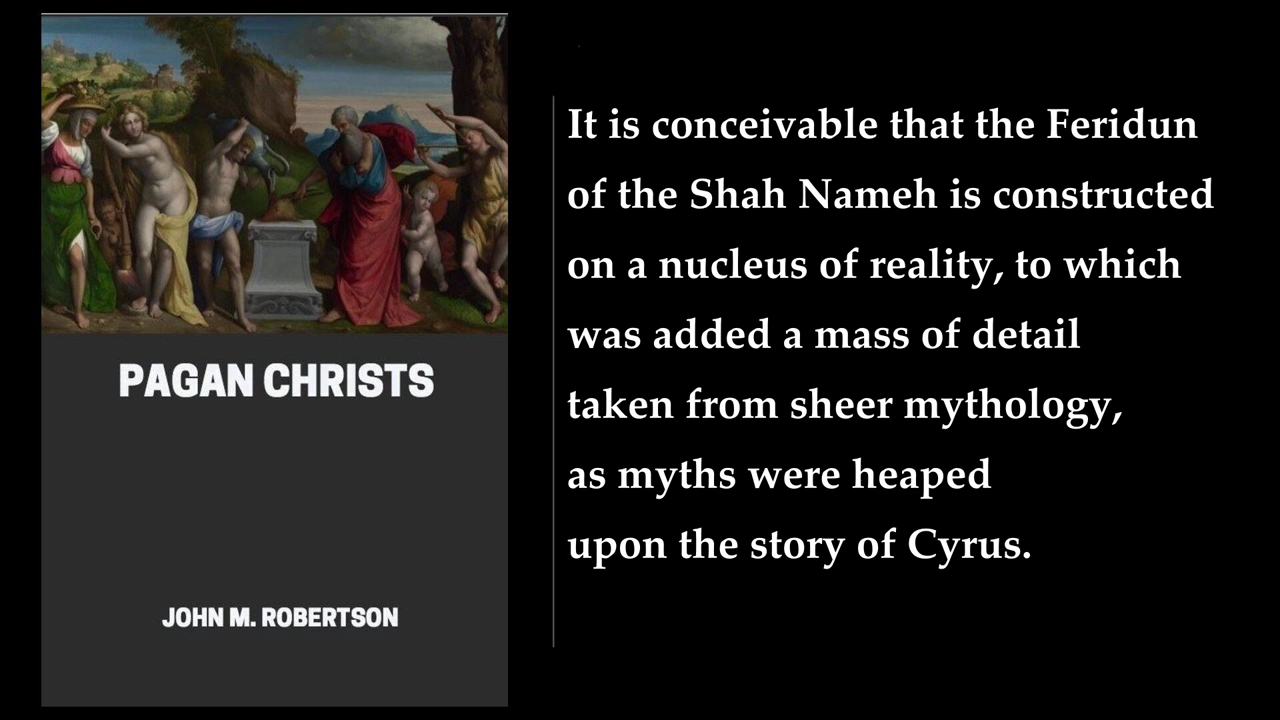 PAGAN CHRISTS
JOHN M. ROBERTSON
It is conceivable that the Feridun
of the Shah Nameh is constructed
on a nucleus of reality, to which
was added a mass of detail
taken from sheer mythology,
as myths were heaped
upon the story of Cyrus.